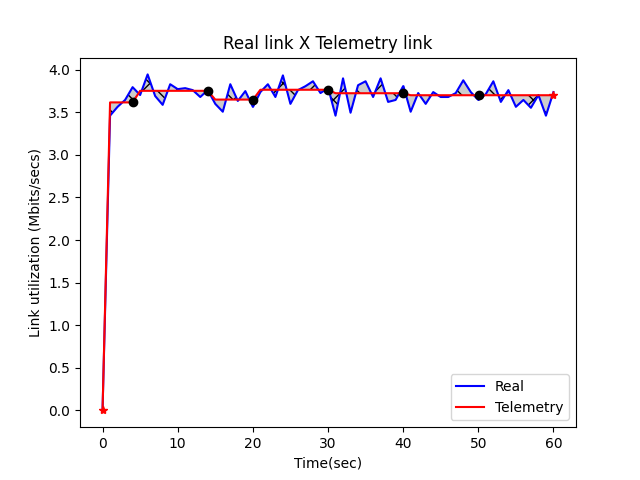 Real link X Telemetry link
Link utilization (Mbits/secs)
4.0
3.5
3.0
2.5
2.0
1.5
1.0
0.5
0.0
0 10 20 30 40 50 60
Time(sec)
Real
Telemetry